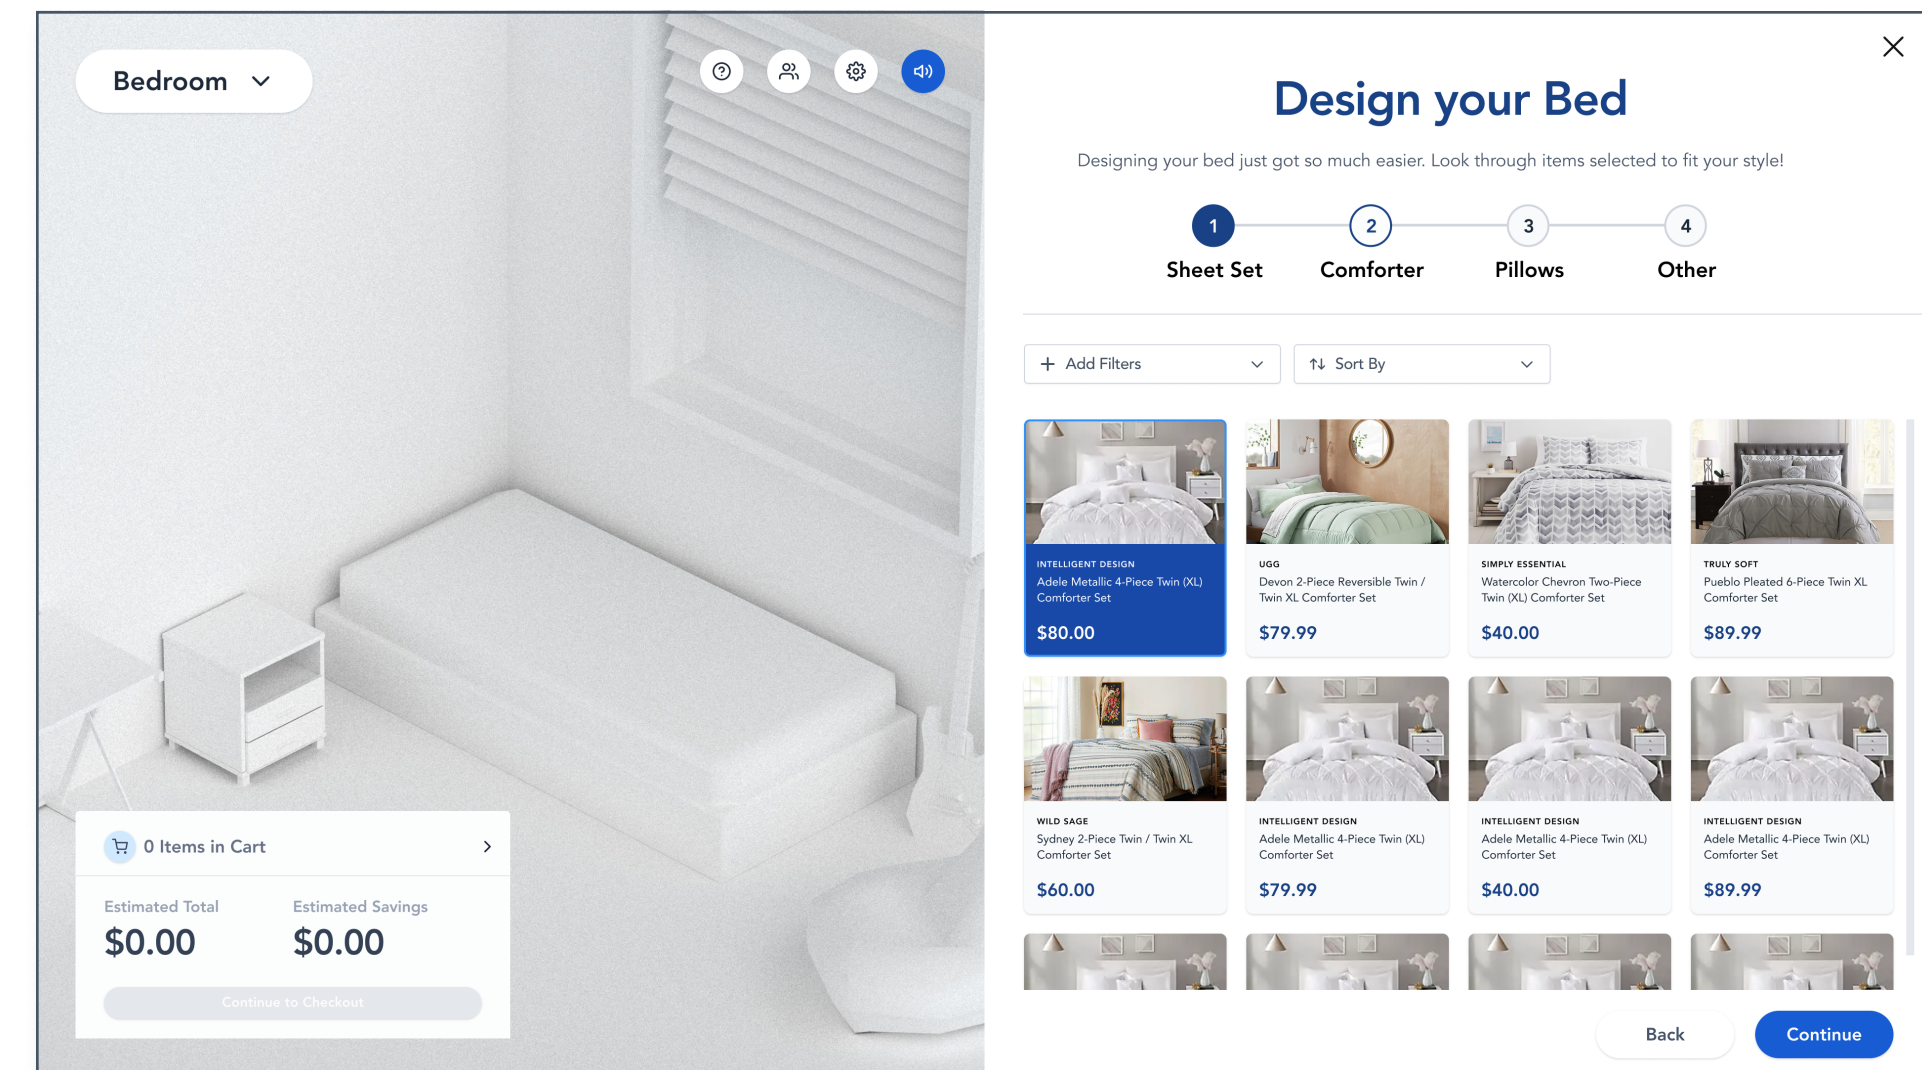 Bedroom
Design your Bed
Designing your bed just got so much easier. Look through items selected to fit your style!
1
2
3
4
Sheet Set
Comforter
Pillows
Other
Add Filters
Sort By
INTELLIGENT DESIGN
Adele Metallic 4-Piece Twin (XL)
Comforter Set
$80.00
UGG
Devon 2-Piece Reversible Twin /
Twin XL Comforter Set
$79.99
SIMPLY ESSENTIAL
Watercolor Chevron Two-Piece
Twin (XL) Comforter Set
$40.00
TRULY SOFT
Pueblo Pleated 6-Piece Twin XL
Comforter Set
$89.99
WILD SAGE
Sydney 2-Piece Twin / Twin XL
Comforter Set
$60.00
INTELLIGENT DESIGN
Adele Metallic 4-Piece Twin (XL)
Comforter Set
$79.99
INTELLIGENT DESIGN
Adele Metallic 4-Piece Twin (XL)
Comforter Set
$40.00
INTELLIGENT DESIGN
Adele Metallic 4-Piece Twin (XL)
Comforter Set
$89.99
0 Items in Cart
Estimated Total
Estimated Savings
$0.00
$0.00
Continue to Checkout
Back
Continue